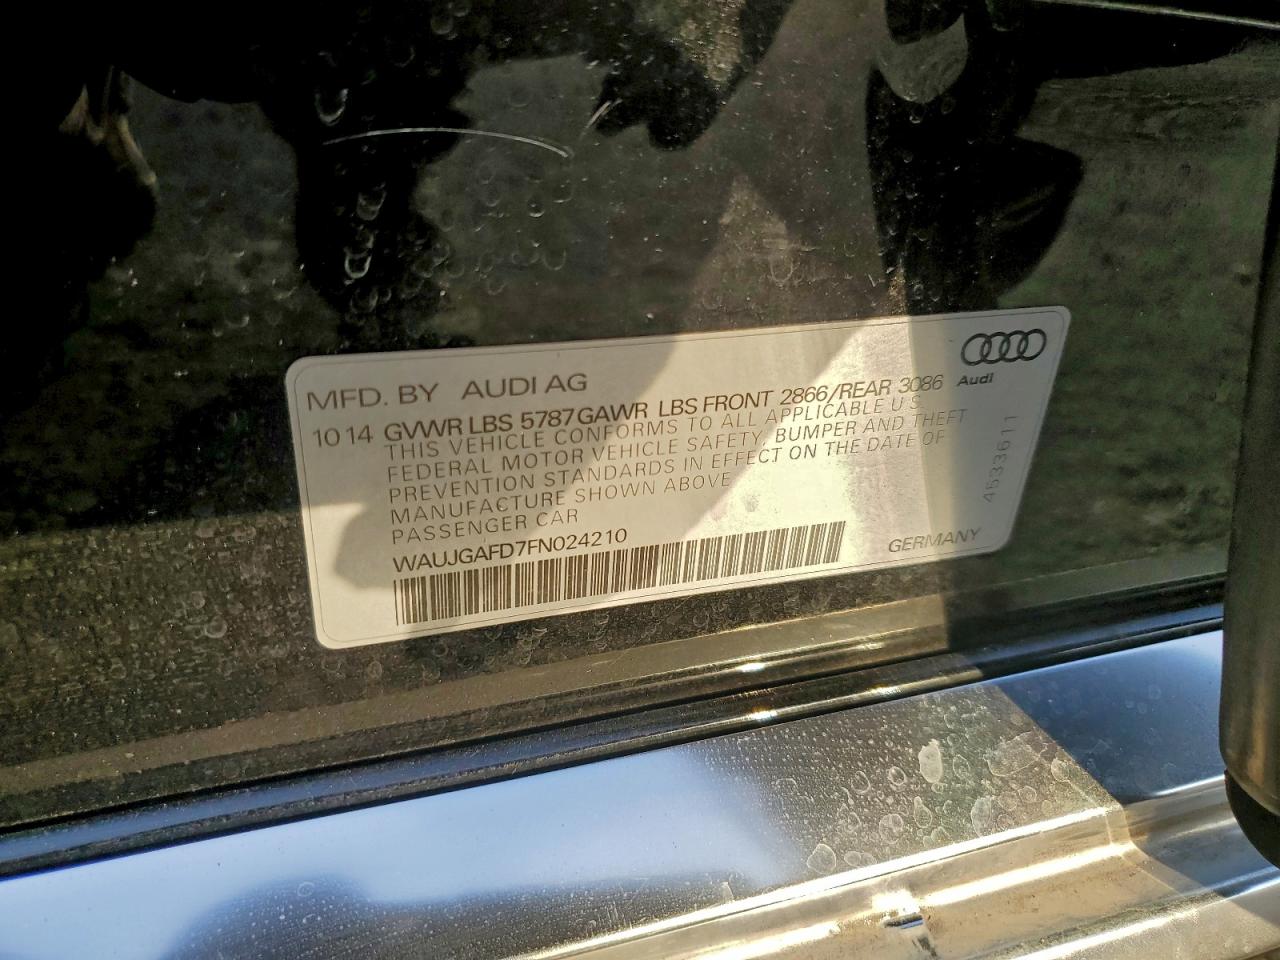 MFD. BY AUDI AG
Audi
1014 GVWR LBS 5787 GAWR LBS FRONT 2866/REAR 3086
THIS VEHICLE CONFORMS TO ALL APPLICABLE U.S.
FEDERAL MOTOR VEHICLE SAFETY, BUMPER AND THEFT
PREVENTION STANDARDS IN EFFECT ON THE DATE OF
MANUFACTURE SHOWN ABOVE
PASSENGER CAR
WAUJGAFD7FN024210
GERMANY
4533611